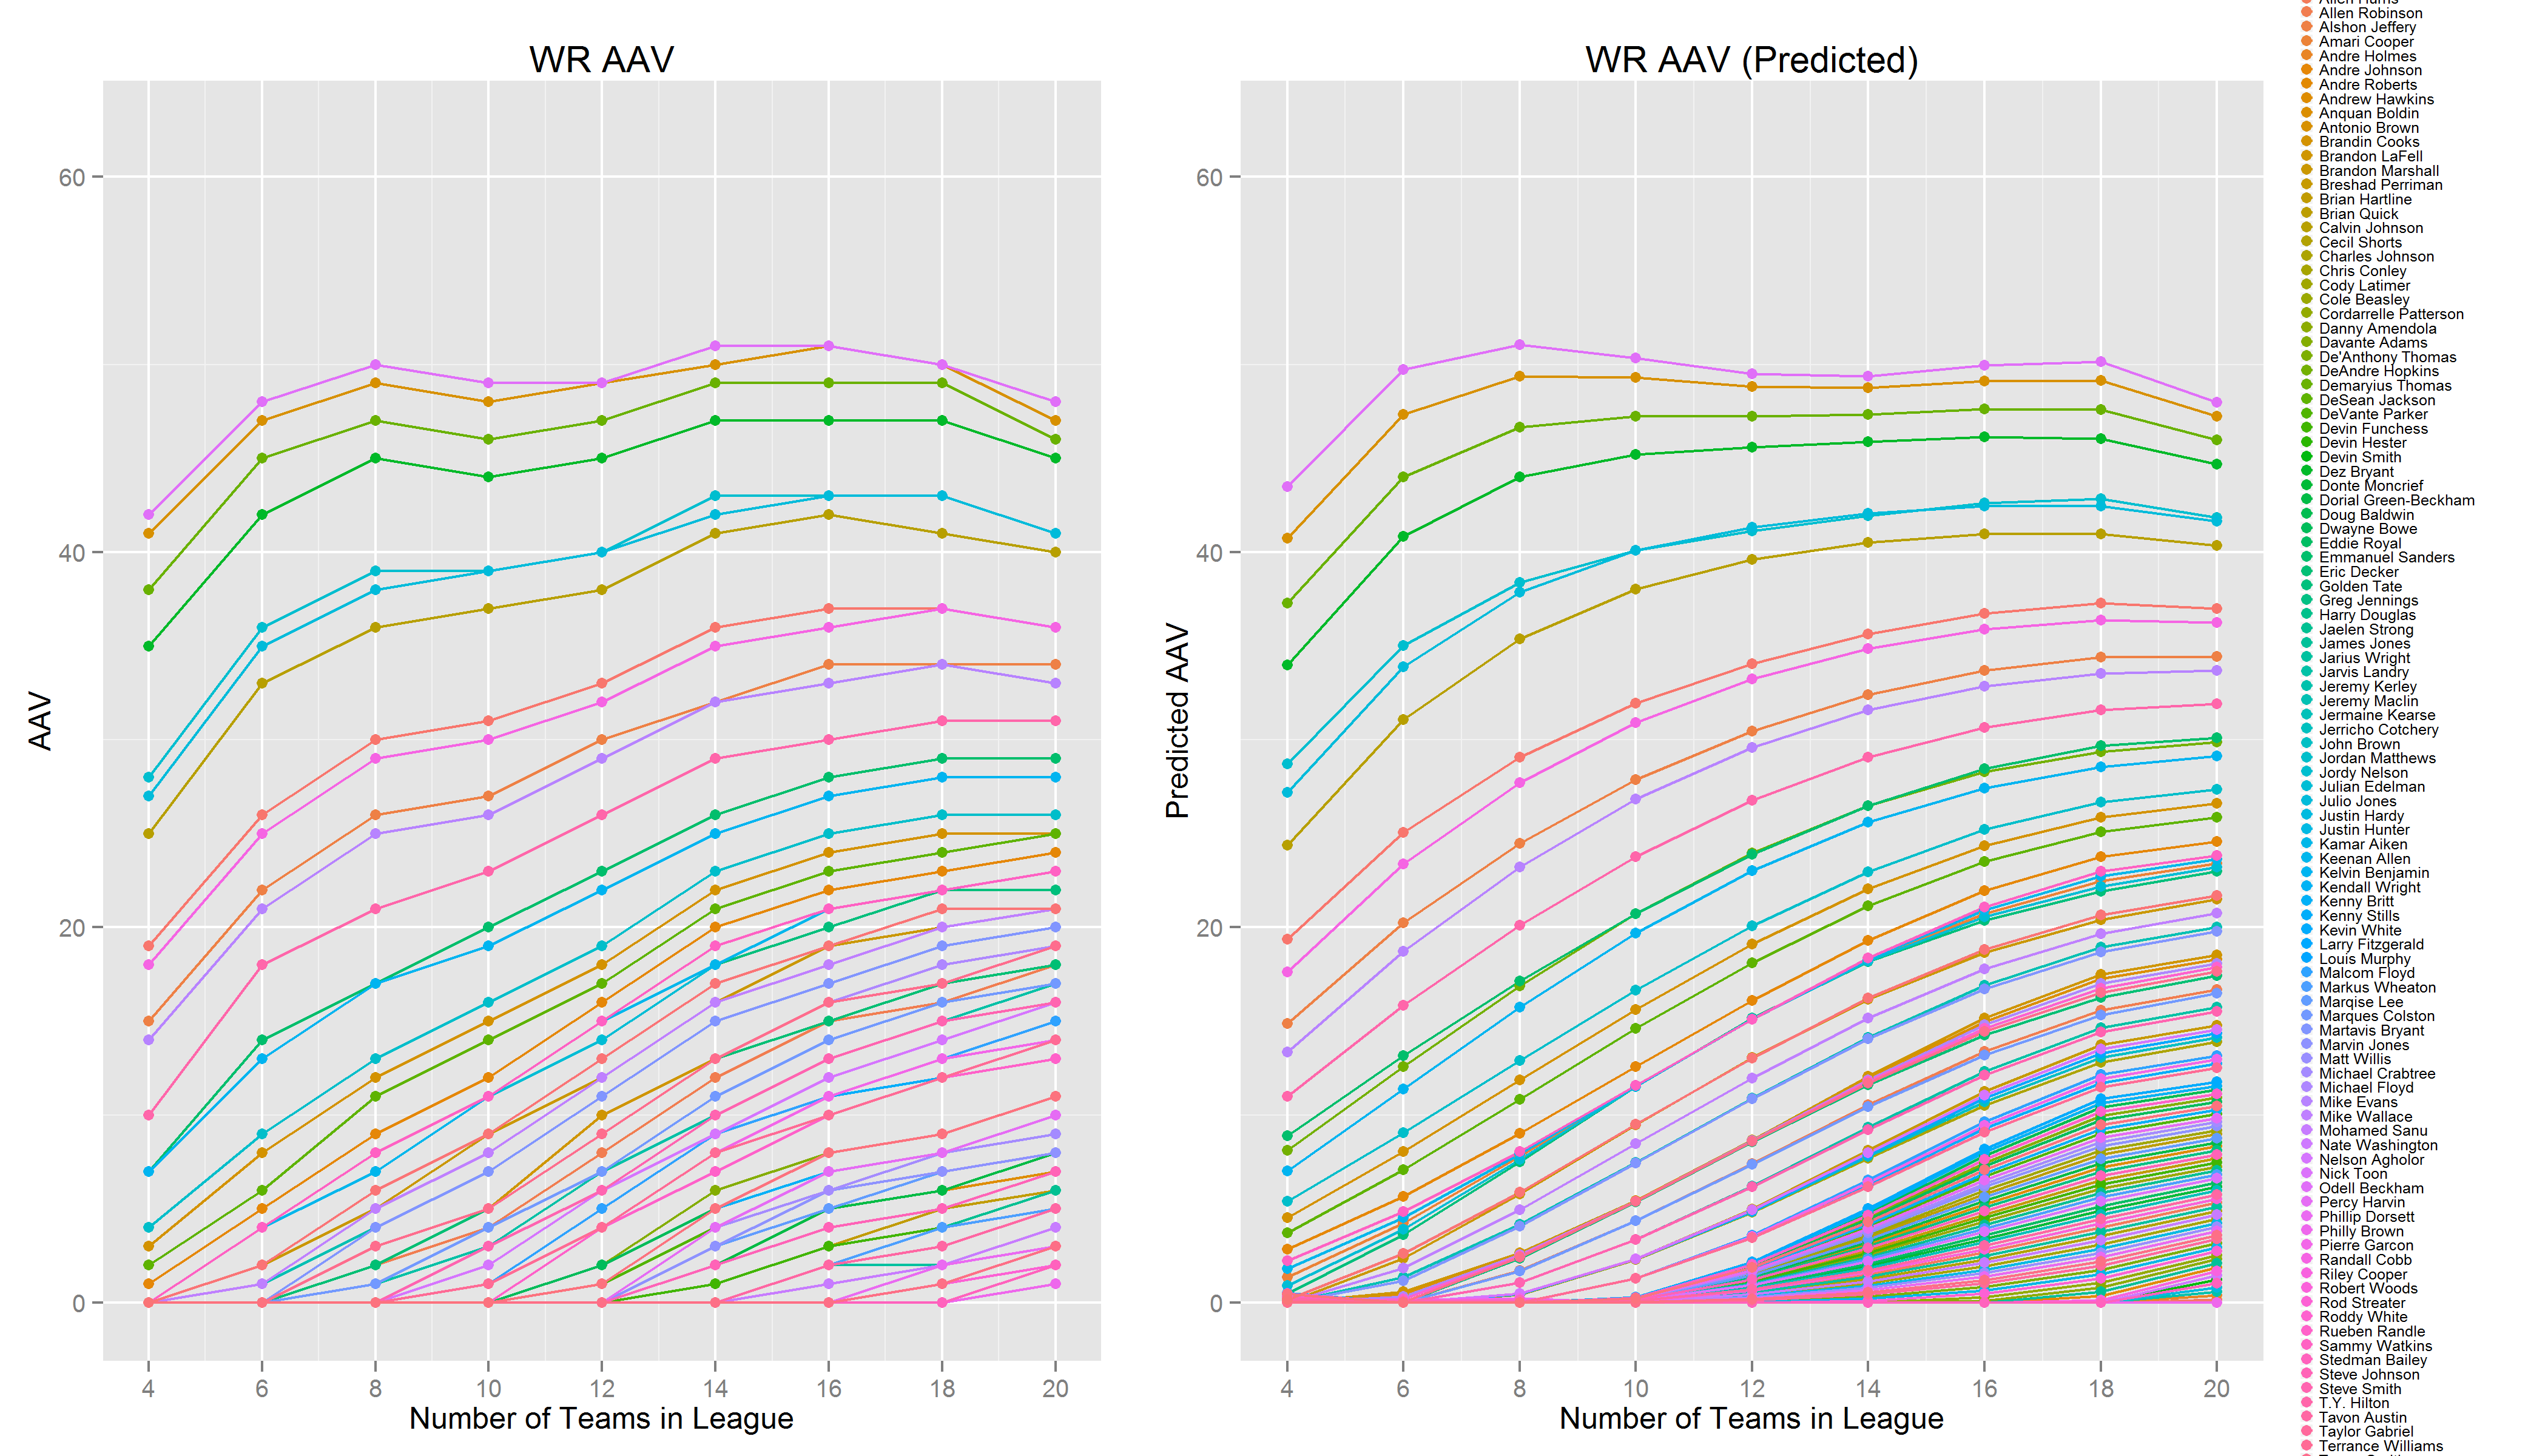 WR AAV
60
40
20
0
AAV
4 6 8 10 12 14 16 18 20
Number of Teams in League
WR AAV (Predicted)
60
40
20
0
Predicted AAV
4 6 8 10 12 14 16 18 20
Number of Teams in League
Allen Robinson
Alshon Jeffery
Amari Cooper
Andre Holmes
Andre Johnson
Andre Roberts
Andrew Hawkins
Anquan Boldin
Antonio Brown
Brandin Cooks
Brandon LaFell
Brandon Marshall
Breshad Perriman
Brian Hartline
Brian Quick
Calvin Johnson
Cecil Shorts
Charles Johnson
Chris Conley
Cody Latimer
Cole Beasley
Cordarrelle Patterson
Danny Amendola
Davante Adams
De'Anthony Thomas
DeAndre Hopkins
Demaryius Thomas
DeSean Jackson
DeVante Parker
Devin Funchess
Devin Hester
Devin Smith
Dez Bryant
Donte Moncrief
Dorial Green-Beckham
Doug Baldwin
Dwayne Bowe
Eddie Royal
Emmanuel Sanders
Eric Decker
Golden Tate
Greg Jennings
Harry Douglas
Jaelen Strong
James Jones
Jarius Wright
Jarvis Landry
Jeremy Kerley
Jeremy Maclin
Jermaine Kearse
Jerricho Cotchery
John Brown
Jordan Matthews
Jordy Nelson
Julian Edelman
Julio Jones
Justin Hardy
Justin Hunter
Kamar Aiken
Keenan Allen
Kelvin Benjamin
Kendall Wright
Kenny Britt
Kenny Stills
Kevin White
Larry Fitzgerald
Louis Murphy
Malcom Floyd
Markus Wheaton
Marqise Lee
Marques Colston
Martavis Bryant
Marvin Jones
Matt Willis
Michael Crabtree
Michael Floyd
Mike Evans
Mike Wallace
Mohamed Sanu
Nate Washington
Nelson Agholor
Nick Toon
Odell Beckham
Percy Harvin
Phillip Dorsett
Philly Brown
Pierre Garcon
Randall Cobb
Riley Cooper
Robert Woods
Rod Streater
Roddy White
Rueben Randle
Sammy Watkins
Stedman Bailey
Steve Johnson
Steve Smith
T.Y. Hilton
Tavon Austin
Taylor Gabriel
Terrance Williams